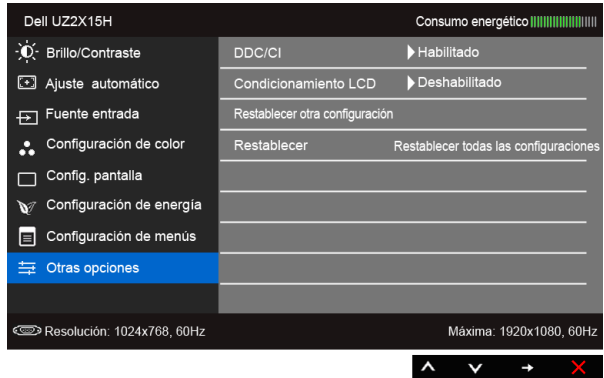 Dell UZ2X15H
Consumo energético
Brillo/Contraste
DDC/CI
Habilitado
Ajuste automático
Condicionamiento LCD
Deshabilitado
Fuente entrada
Restablecer otra configuración
Configuración de color
Restablecer
Restablecer todas las configuraciones
Config. pantalla
Configuración de energía
Configuración de menús
Otras opciones
Resolución: 1024x768, 60Hz
Máxima: 1920x1080, 60Hz